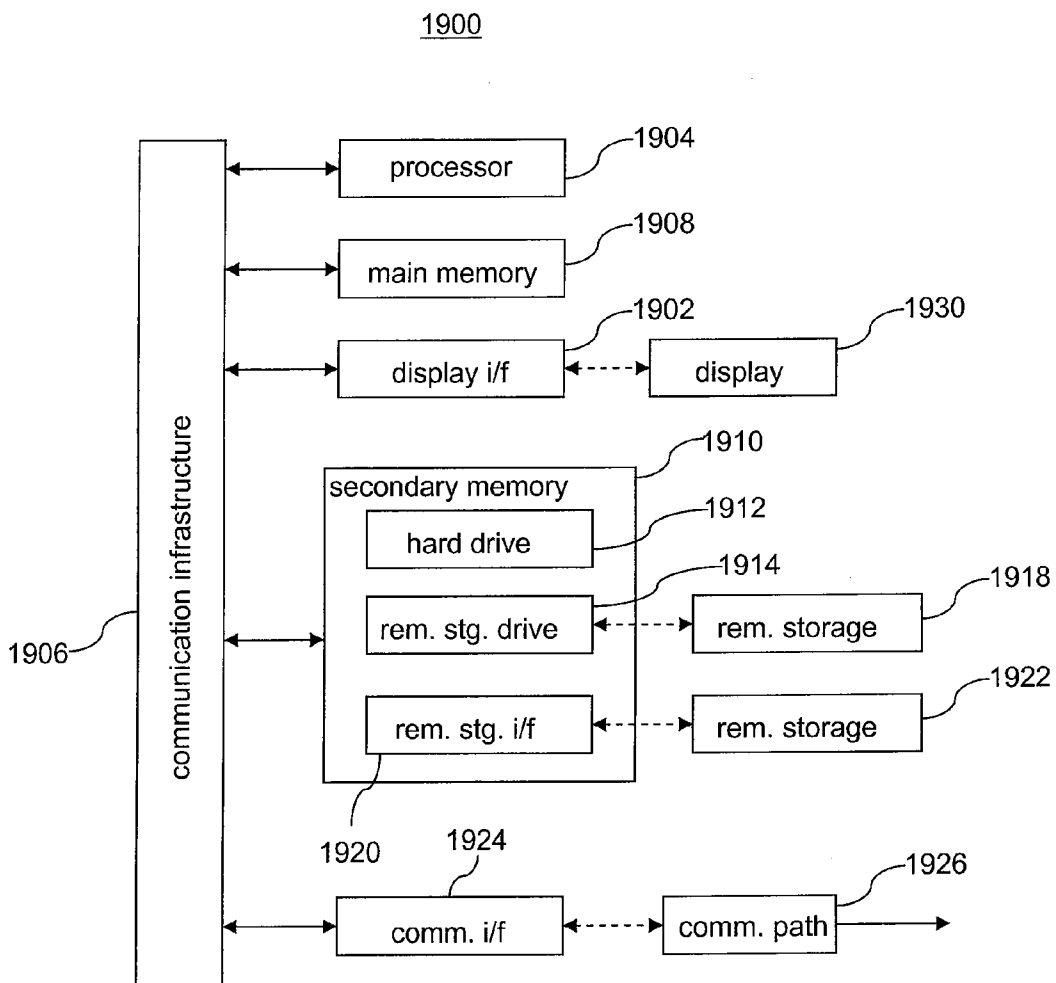 1900
1904
processor
1908
main memory
1902
1930
display i/f
display
1910
secondary memory
1912
hard drive
1914
1918
rem. stg. drive
rem. storage
communication infrastructure
1906
1922
rem. stg. i/f
rem. storage
1920
1924
1926
comm. i/f
comm. path